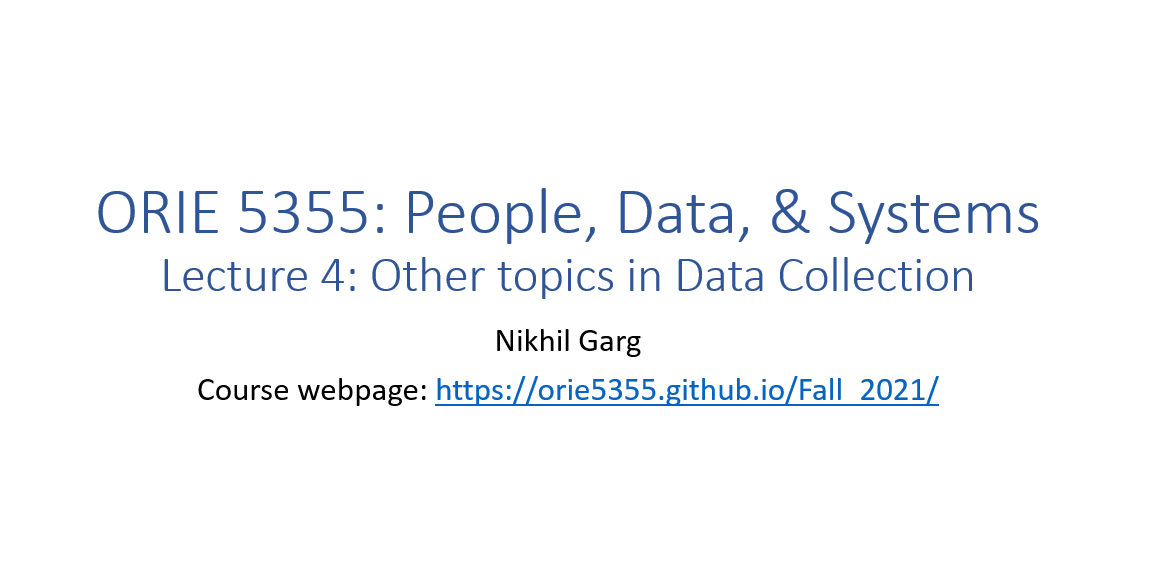 ORIE 5355: People, Data, & Systems
Lecture 4: Other topics in Data Collection
Nikhil Garg
Course webpage: https://orie5355.github.io/Fall_2021/